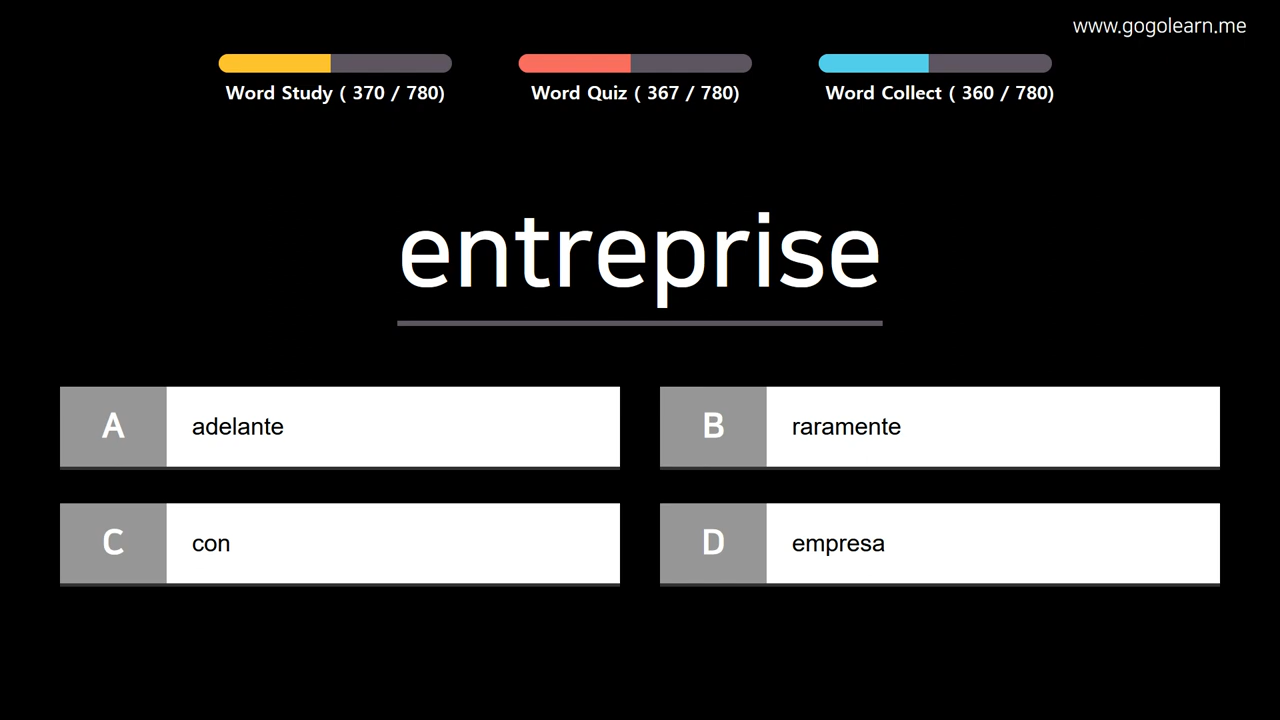 www.gogolearn.me
Word Study ( 370 / 780)
Word Quiz ( 367 / 780)
Word Collect ( 360 / 780)
entreprise
A adelante
B raramente
C con
D empresa